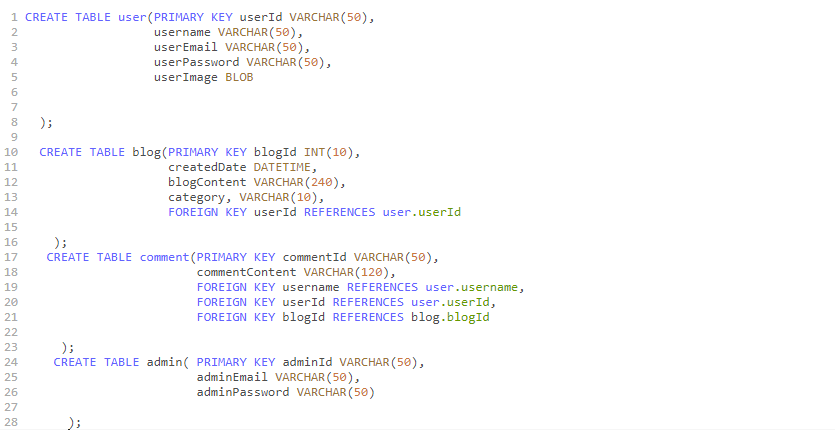 1 CREATE TABLE user(PRIMARY KEY userId VARCHAR(50),
2 username VARCHAR(50),
3 userEmail VARCHAR(50),
4 userPassword VARCHAR(50),
5 userImage BLOB
6
7
8 );
9
10 CREATE TABLE blog(PRIMARY KEY blogId INT(10),
11 createdDate DATETIME,
12 blogContent VARCHAR(240),
13 category, VARCHAR(10),
14 FOREIGN KEY userId REFERENCES user.userId
15
16 );
17 CREATE TABLE comment(PRIMARY KEY commentId VARCHAR(50),
18 commentContent VARCHAR(120),
19 FOREIGN KEY username REFERENCES user.username,
20 FOREIGN KEY userId REFERENCES user.userId,
21 FOREIGN KEY blogId REFERENCES blog.blogId
22
23 );
24 CREATE TABLE admin( PRIMARY KEY adminId VARCHAR(50),
25 adminEmail VARCHAR(50),
26 adminPassword VARCHAR(50)
27
28 );